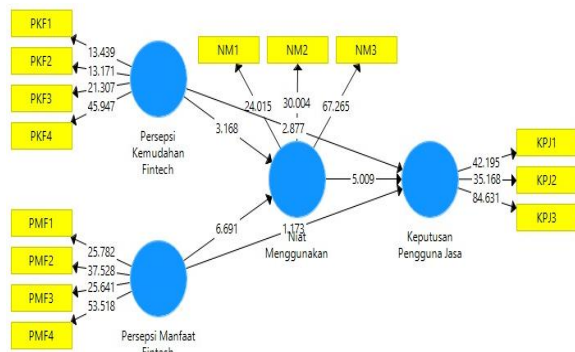 PKF1
PKF2
PKF3
PKF4
13.439
13.171
21.307
45.947
Persepsi
Kemudahan
Fintech
NM1
NM2
NM3
24.015
30.004
67.265
3.168
2.877
Niat
Menggunakan
5.009
6.691
1.173
KPJ1
KPJ2
KPJ3
42.195
35.168
84.631
Keputusan
Pengguna Jasa
PMF1
PMF2
PMF3
PMF4
25.782
37.528
25.641
53.518
Persepsi Manfaat
Fintech